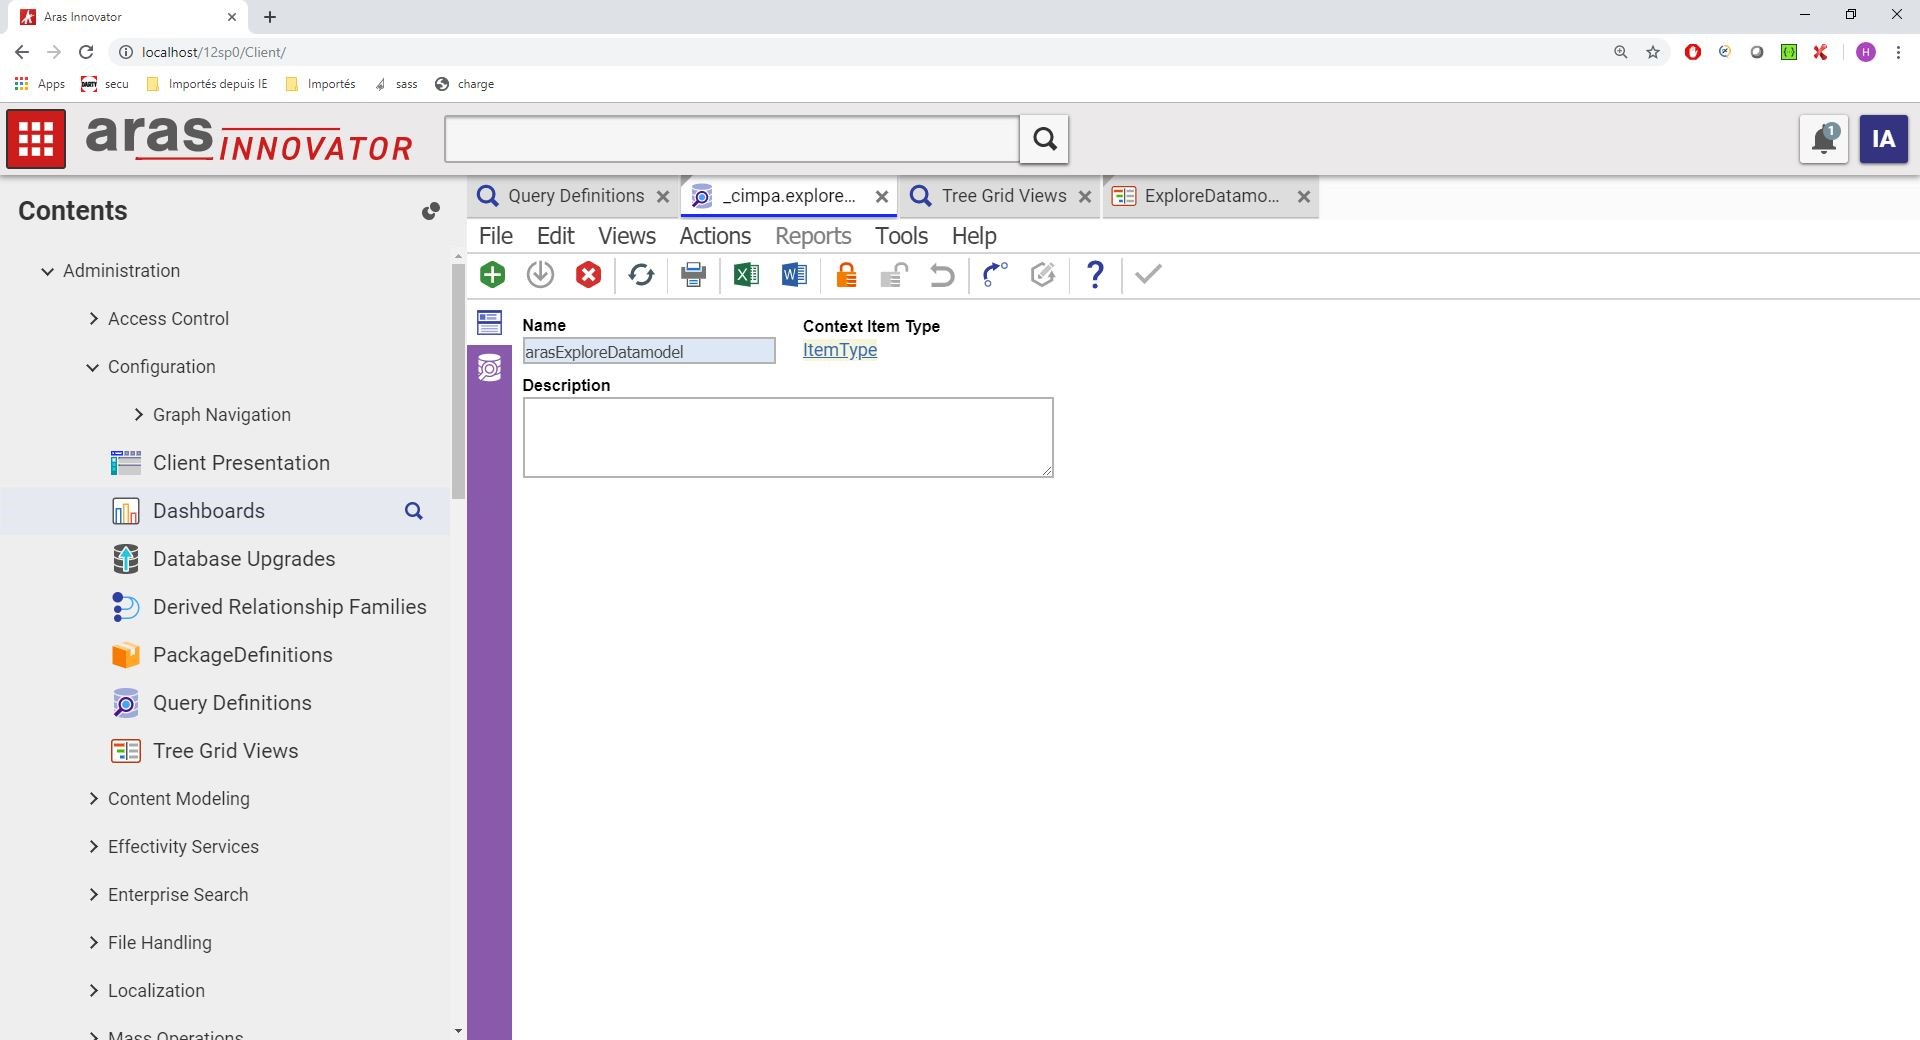 Aras Innovator
localhost/12sp0/Client/
H
Apps
DARTY secu
Importés depuis IE
Importés
sass
charge
aras INNOVATOR
1
IA
Contents
Query Definitions
_cimpa.explore...
Tree Grid Views
ExploreDatamo...
File Edit Views Actions Reports Tools Help
Administration
Access Control
Configuration
Graph Navigation
Client Presentation
Dashboards
Database Upgrades
Derived Relationship Families
PackageDefinitions
Query Definitions
Tree Grid Views
Content Modeling
Effectivity Services
Enterprise Search
File Handling
Localization
Mass Operations
Name
arasExploreDatamodel
Context Item Type
ItemType
Description